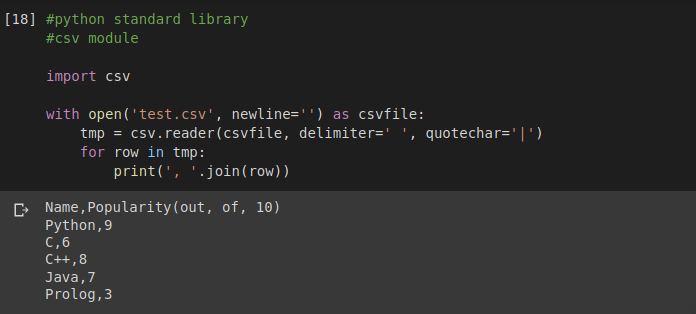 [18] #python standard library
#csv module
import csv
with open('test.csv', newline='') as csvfile:
tmp = csv.reader(csvfile, delimiter=' ', quotechar='|')
for row in tmp:
print(', '.join(row))
Name,Popularity(out, of, 10)
Python,9
C,6
C++,8
Java,7
Prolog,3